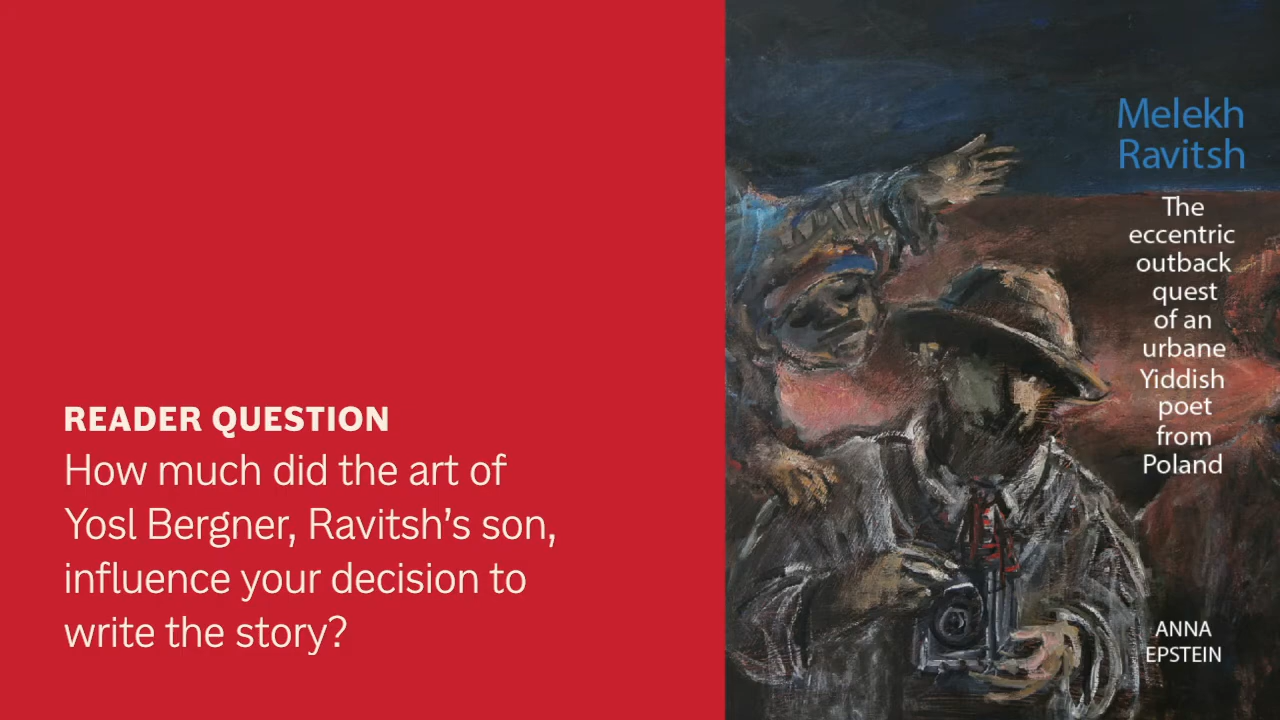 READER QUESTION
How much did the art of
Yosl Bergner, Ravitsh’s son,
influence your decision to
write the story?
Melekh
Ravitsh
The
eccentric
outback
quest
of an
urbane
Yiddish
poet
from
Poland
ANNA
EPSTEIN